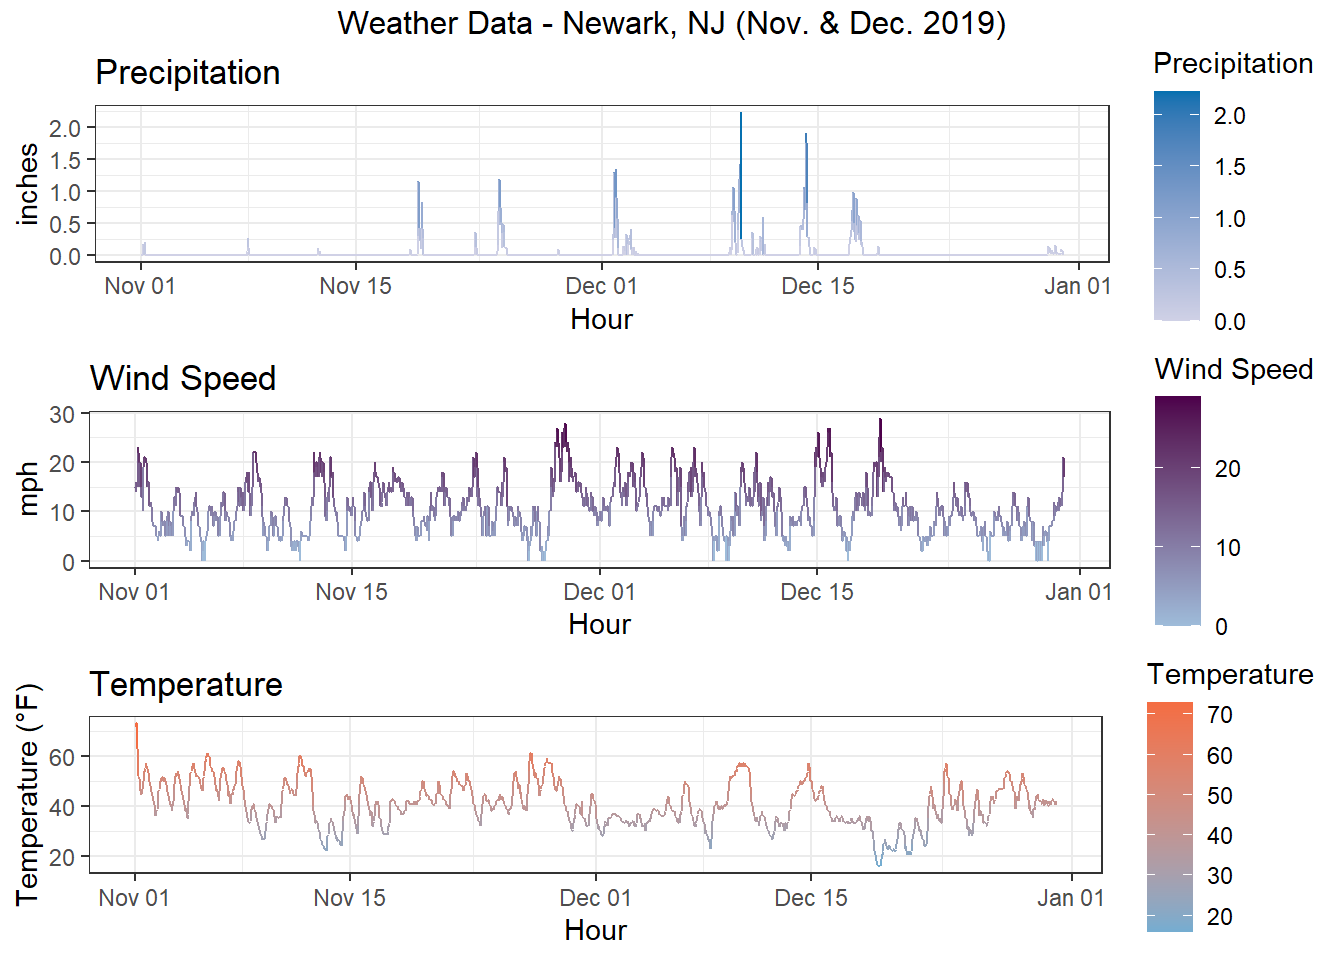 Weather Data - Newark, NJ (Nov. & Dec. 2019)
Precipitation
inches
2.0
1.5
1.0
0.5
0.0
Nov 01
Nov 15
Dec 01
Dec 15
Jan 01
Hour
Precipitation
2.0
1.5
1.0
0.5
0.0
Wind Speed
mph
30
20
10
0
Nov 01
Nov 15
Dec 01
Dec 15
Jan 01
Hour
Wind Speed
20
10
0
Temperature
Temperature (°F)
60
40
20
Nov 01
Nov 15
Dec 01
Dec 15
Jan 01
Hour
Temperature
70
60
50
40
30
20